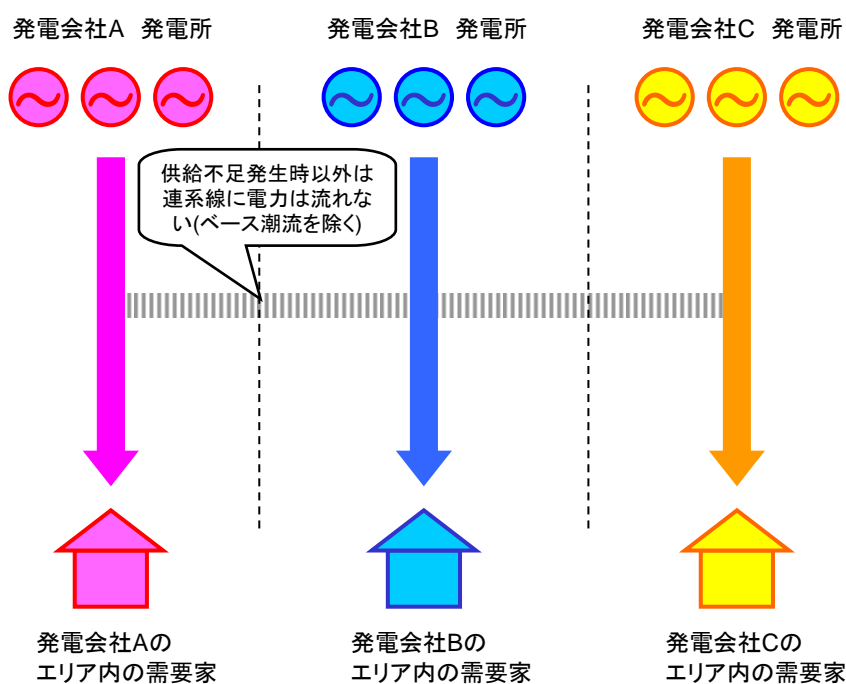 発電会社A 発電所
発電会社B 発電所
発電会社C 発電所
供給不足発生時以外は
連系線に電力は流れな
い(ベース潮流を除く)
発電会社Aの
エリア内の需要家
発電会社Bの
エリア内の需要家
発電会社Cの
エリア内の需要家